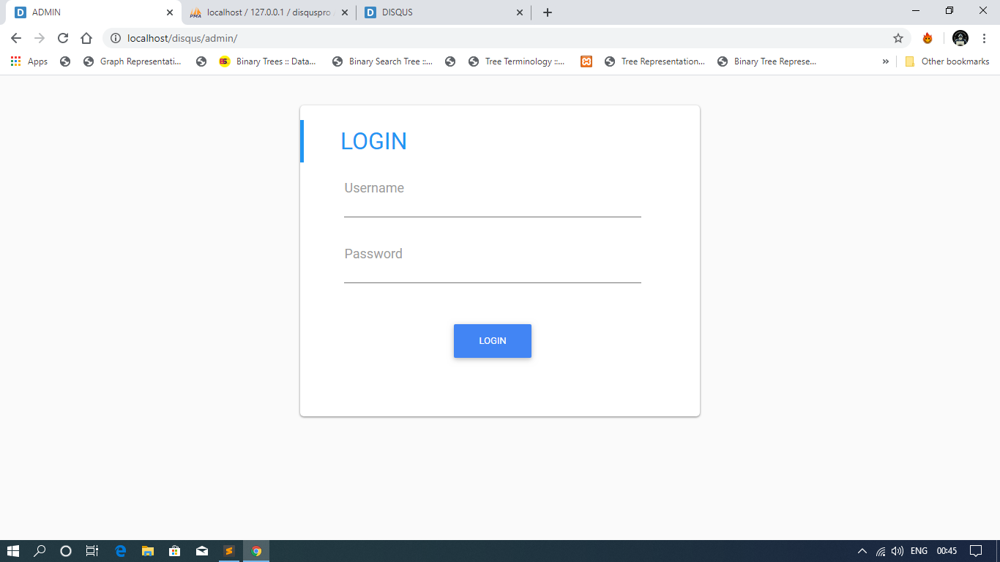 ADMIN
localhost / 127.0.0.1 / disquspro
DISQUS
localhost/disqus/admin/
Apps
Graph Representati...
Binary Trees :: Data...
Binary Search Tree ::...
Tree Terminology ::...
Tree Representation...
Binary Tree Represe...
»
Other bookmarks
LOGIN
Username
Password
LOGIN
ENG
00:45